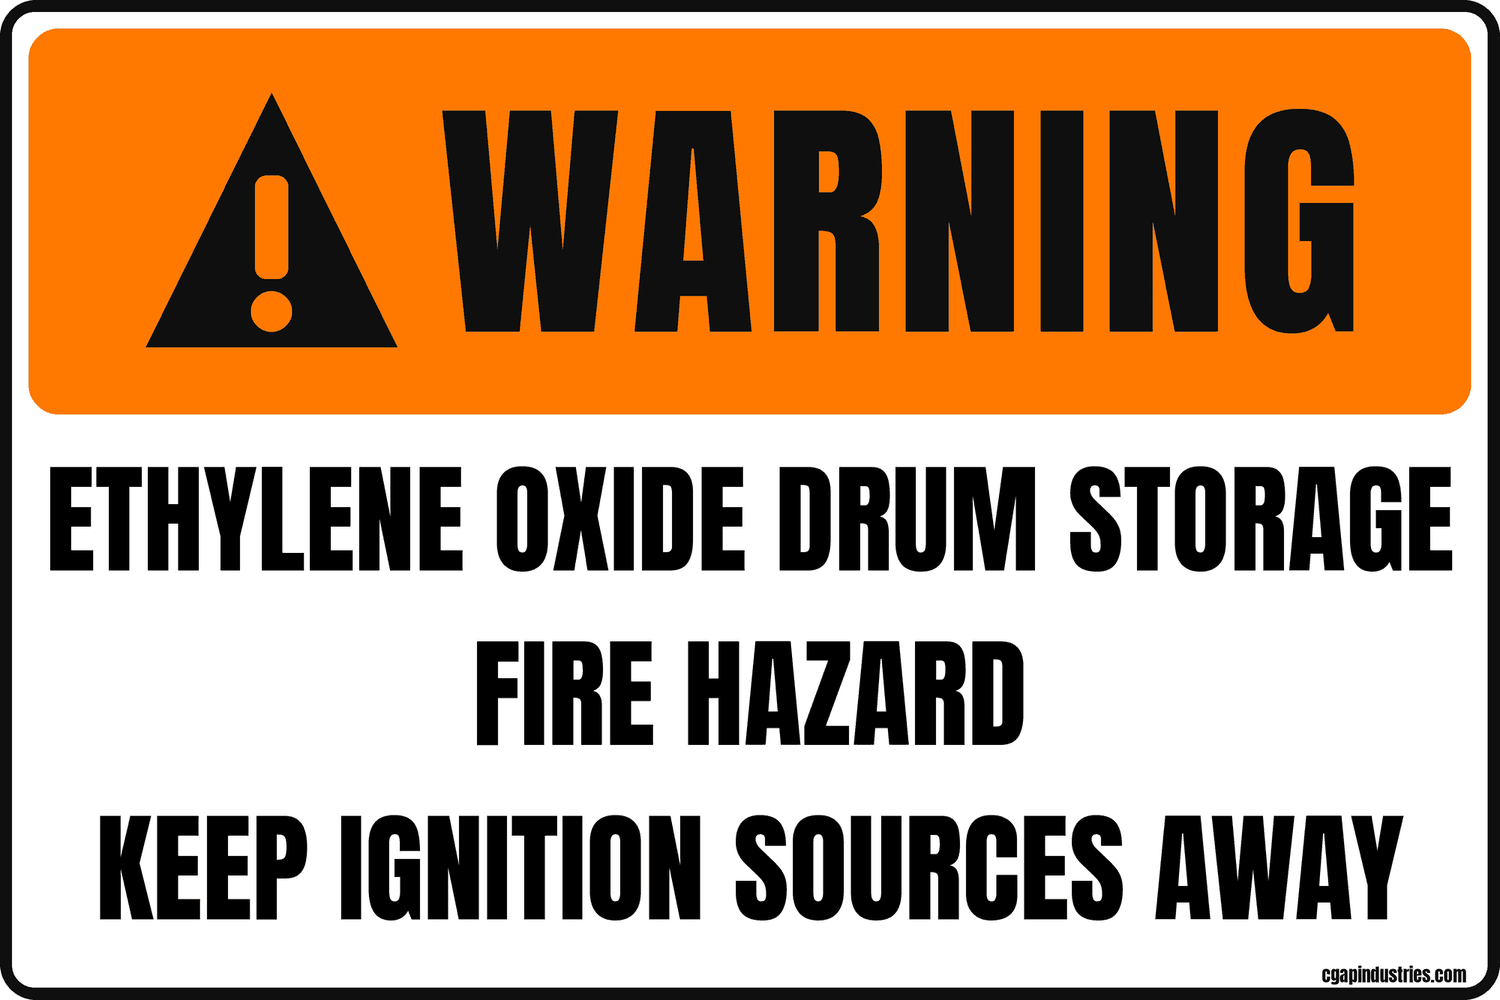 WARNING
ETHYLENE OXIDE DRUM STORAGE
FIRE HAZARD
KEEP IGNITION SOURCES AWAY
cgapindustries.com